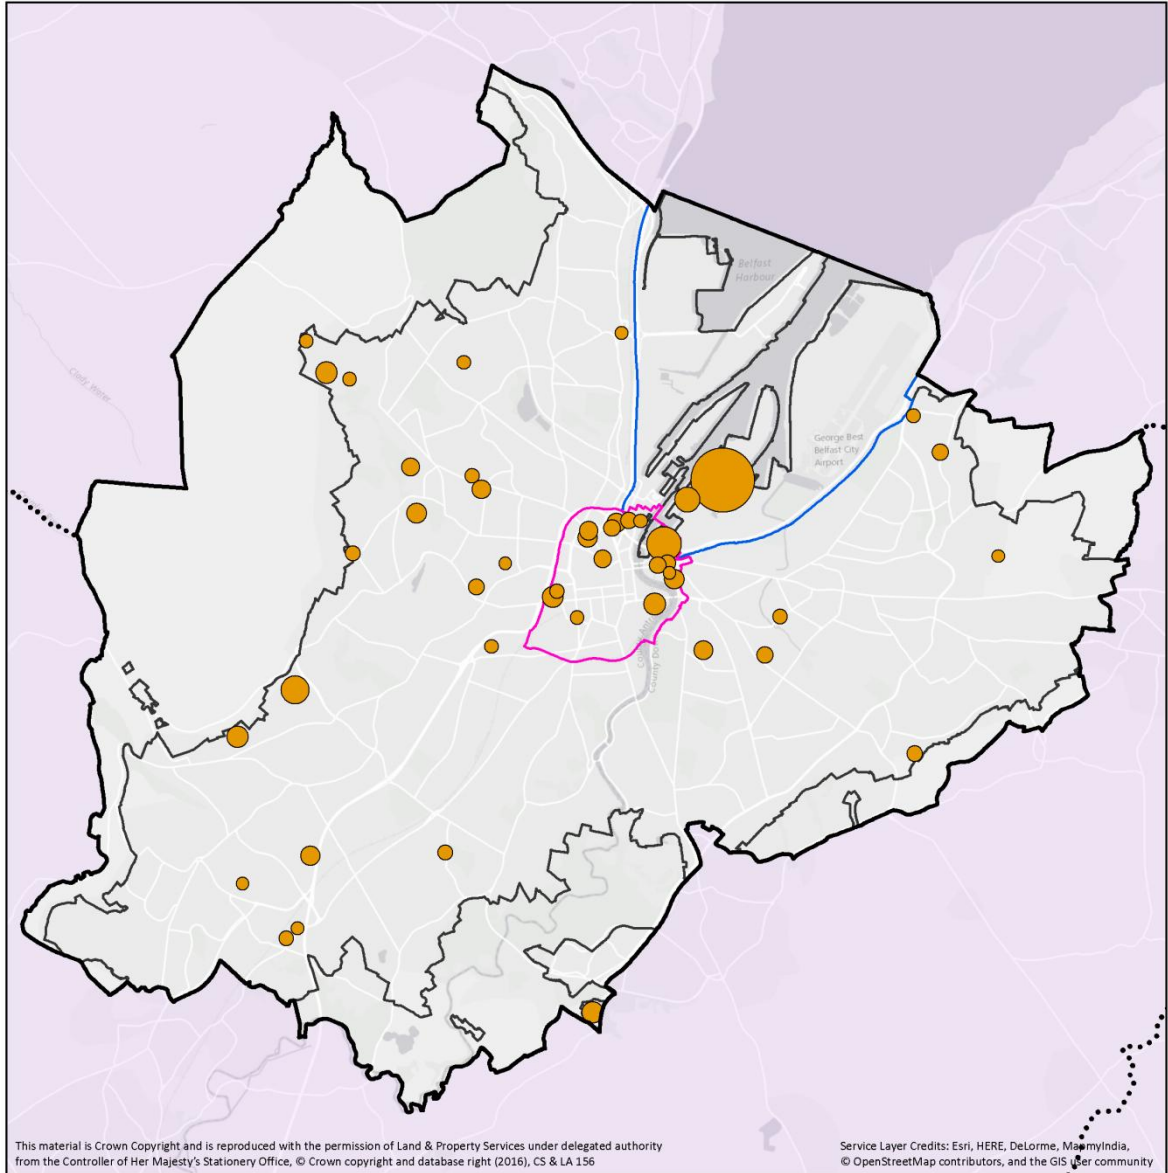 Belfast
Harbour
George Best
Belfast City
Airport
County Down
This material is Crown Copyright and is reproduced with the permission of Land & Property Services under delegated authority
from the Controller of Her Majesty's Stationery Office, © Crown copyright and database right (2016), CS & LA 156
Service Layer Credits: Esri, HERE, DeLorme, MapmyIndia,
© OpenStreetMap contributors, and the GIS user community